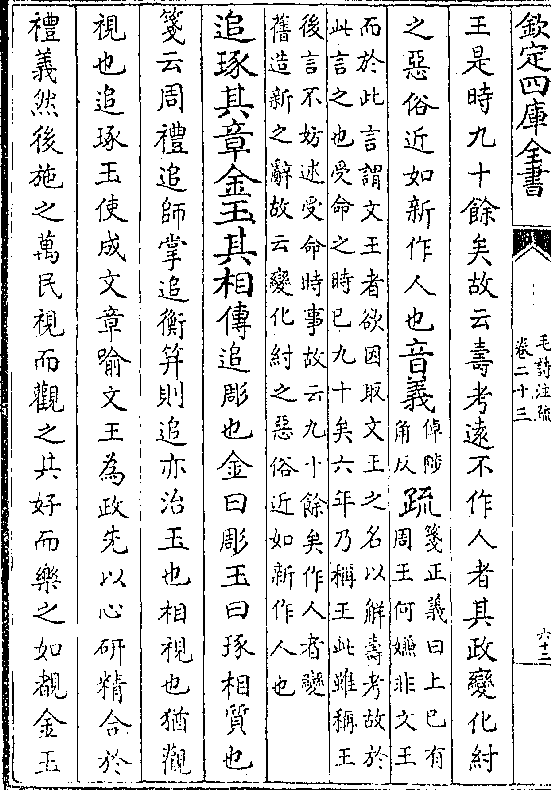 欽定四庫全書
毛詩注疏
卷二十三
六十二
王是時九十餘矣故云壽考遠不作人者其政變化紂
之惡俗近如新作人也音義
倬陟
角反
疏
箋正義曰上已有
周王何嫌非文王
而於此言謂文王者欲因取文王之名以解壽考故於
此言之也受命之時已九十矣六年乃稱王此雖稱王
後言不妨述受命時事故云九十餘矣作人者變
舊造新之辭故云變化紂之惡俗近如新作人也
追琢其章金玉其相傳追彫也金曰彫玉曰琢相質也
箋云周禮追師掌追衡笄則追亦治玉也相視也猶觀
視也追琢玉使成文章喻文王為政先以心研精合於
禮義然後施之萬民視而觀之其好而樂之如覩金玉